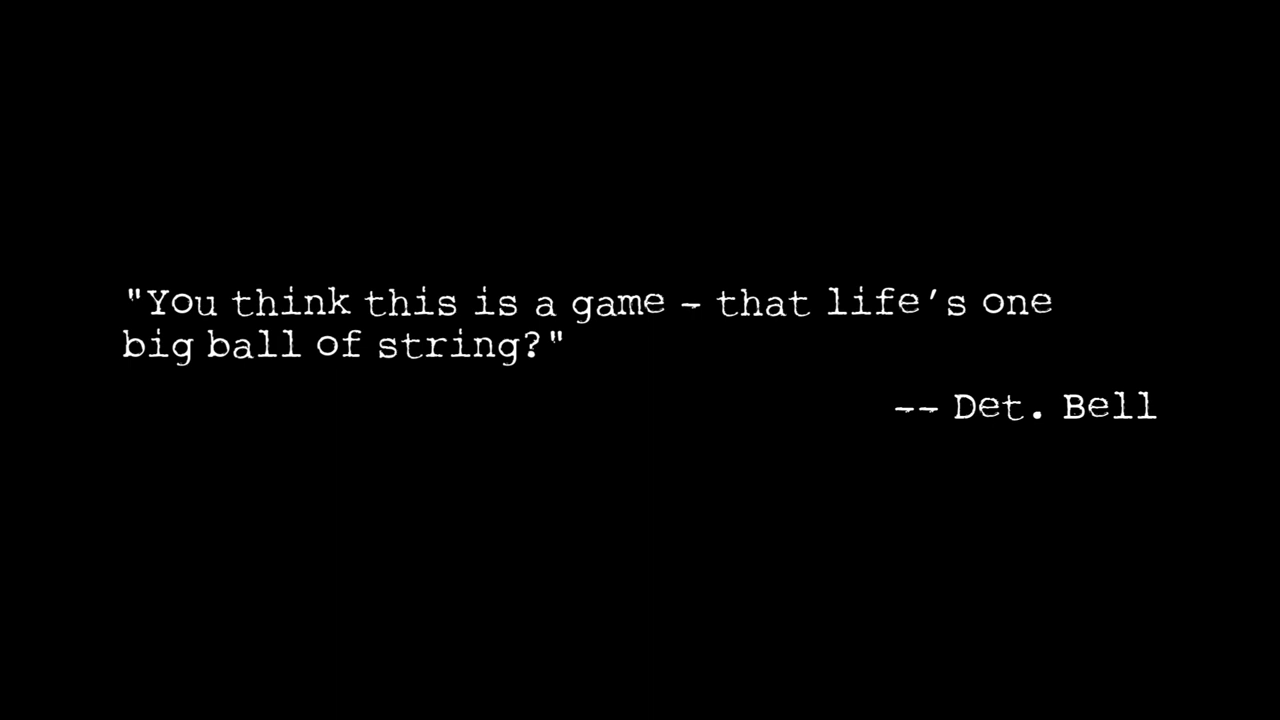 "You think this is a game – that life's one
big ball of string?"
-- Det. Bell